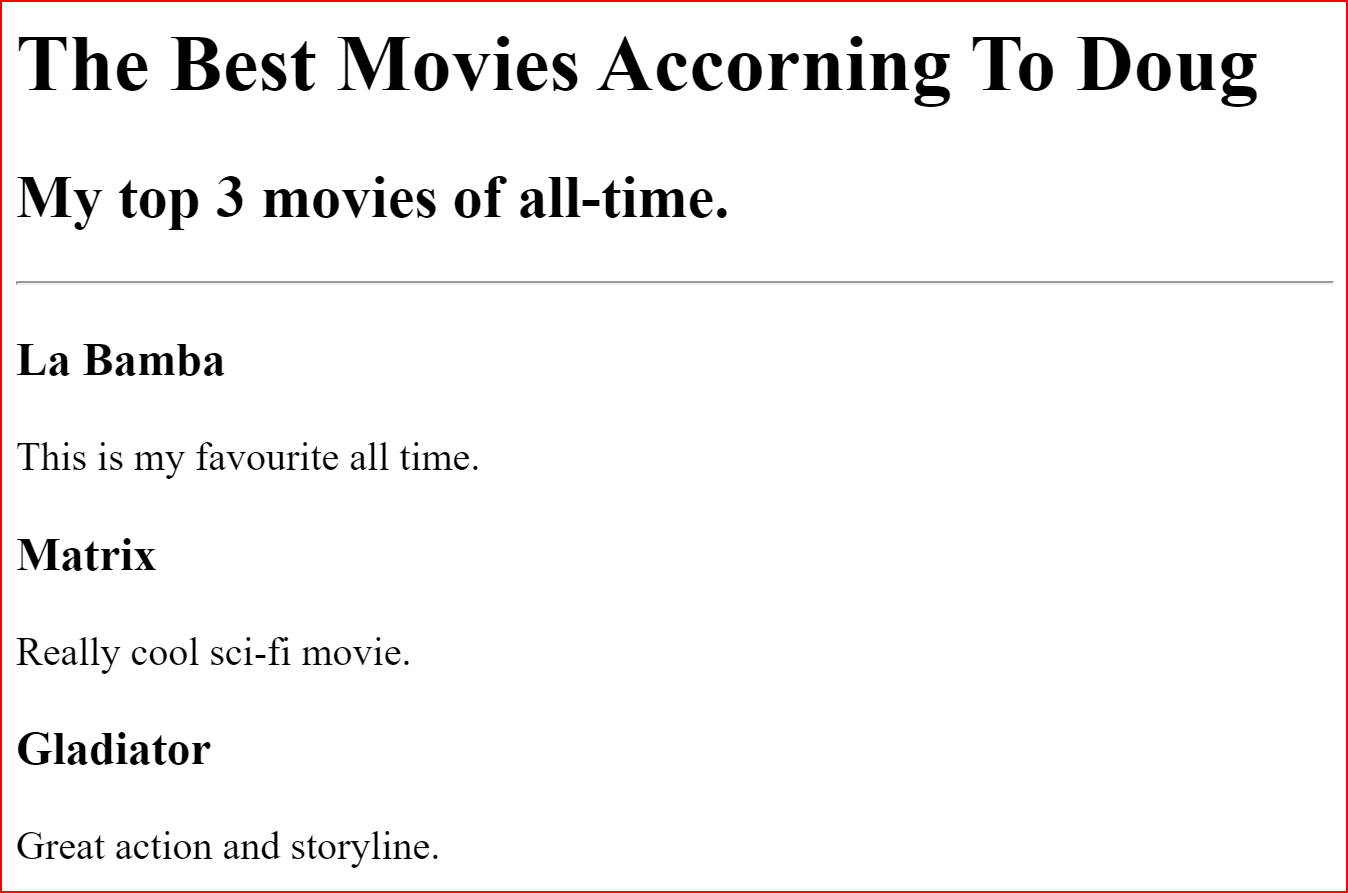 The Best Movies Accorning To Doug
My top 3 movies of all-time.
La Bamba
This is my favourite all time.
Matrix
Really cool sci-fi movie.
Gladiator
Great action and storyline.